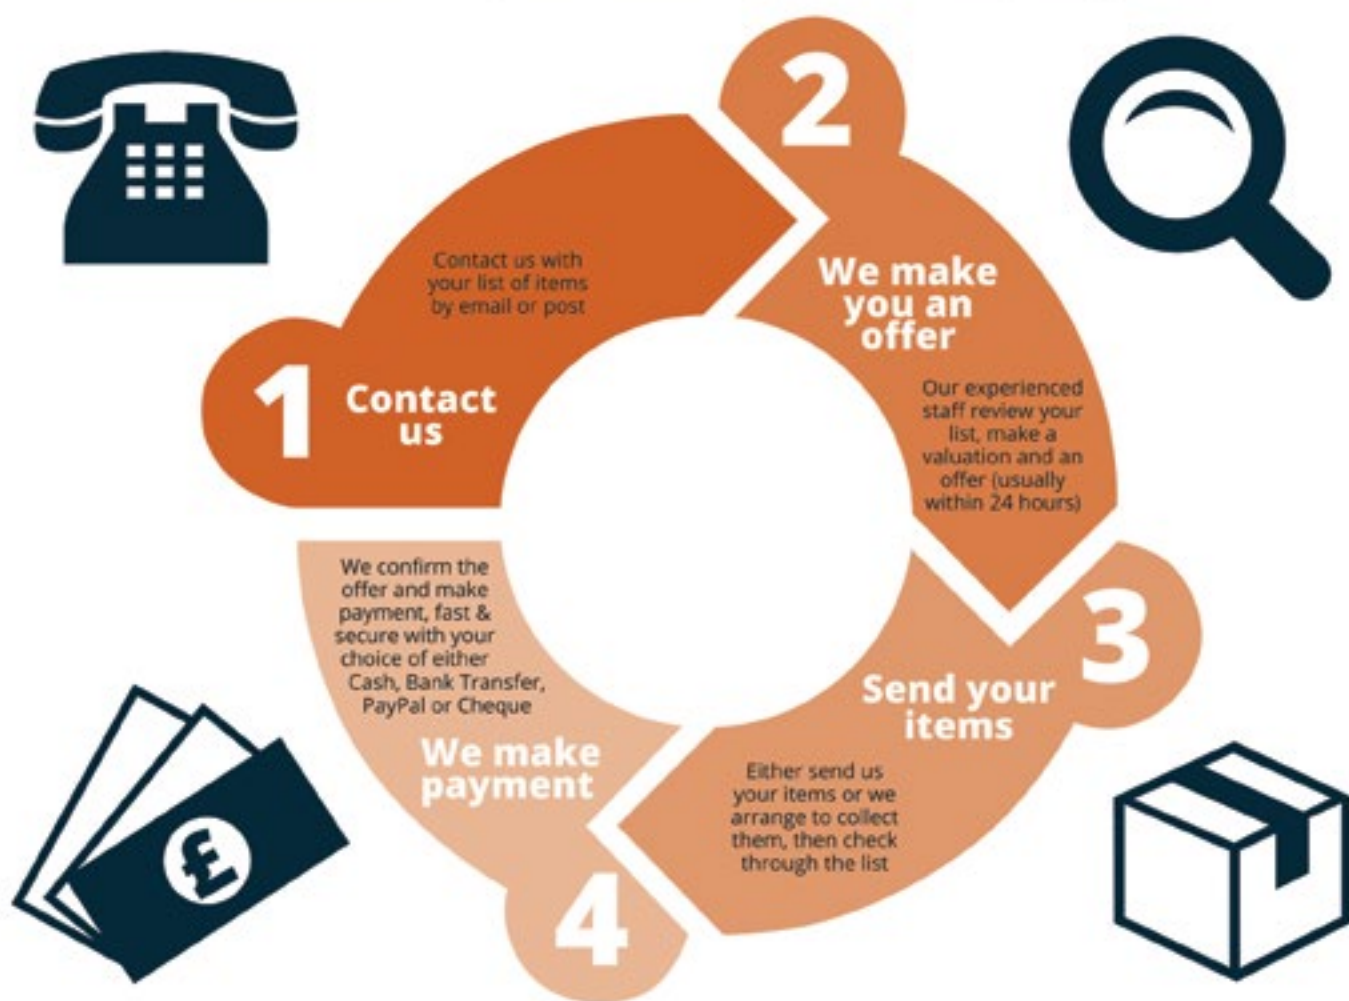 1
Contact
us
Contact us with
your list of items
by email or post
2
We make
you an
offer
Our experienced
staff review your
list, make a
valuation and an
offer (usually
within 24 hours)
3
Send your
items
Either send us
your items or we
arrange to collect
them, then check
through the list
4
We make
payment
We confirm the
offer and make
payment, fast &
secure with your
choice of either
Cash, Bank Transfer,
PayPal or Cheque
£